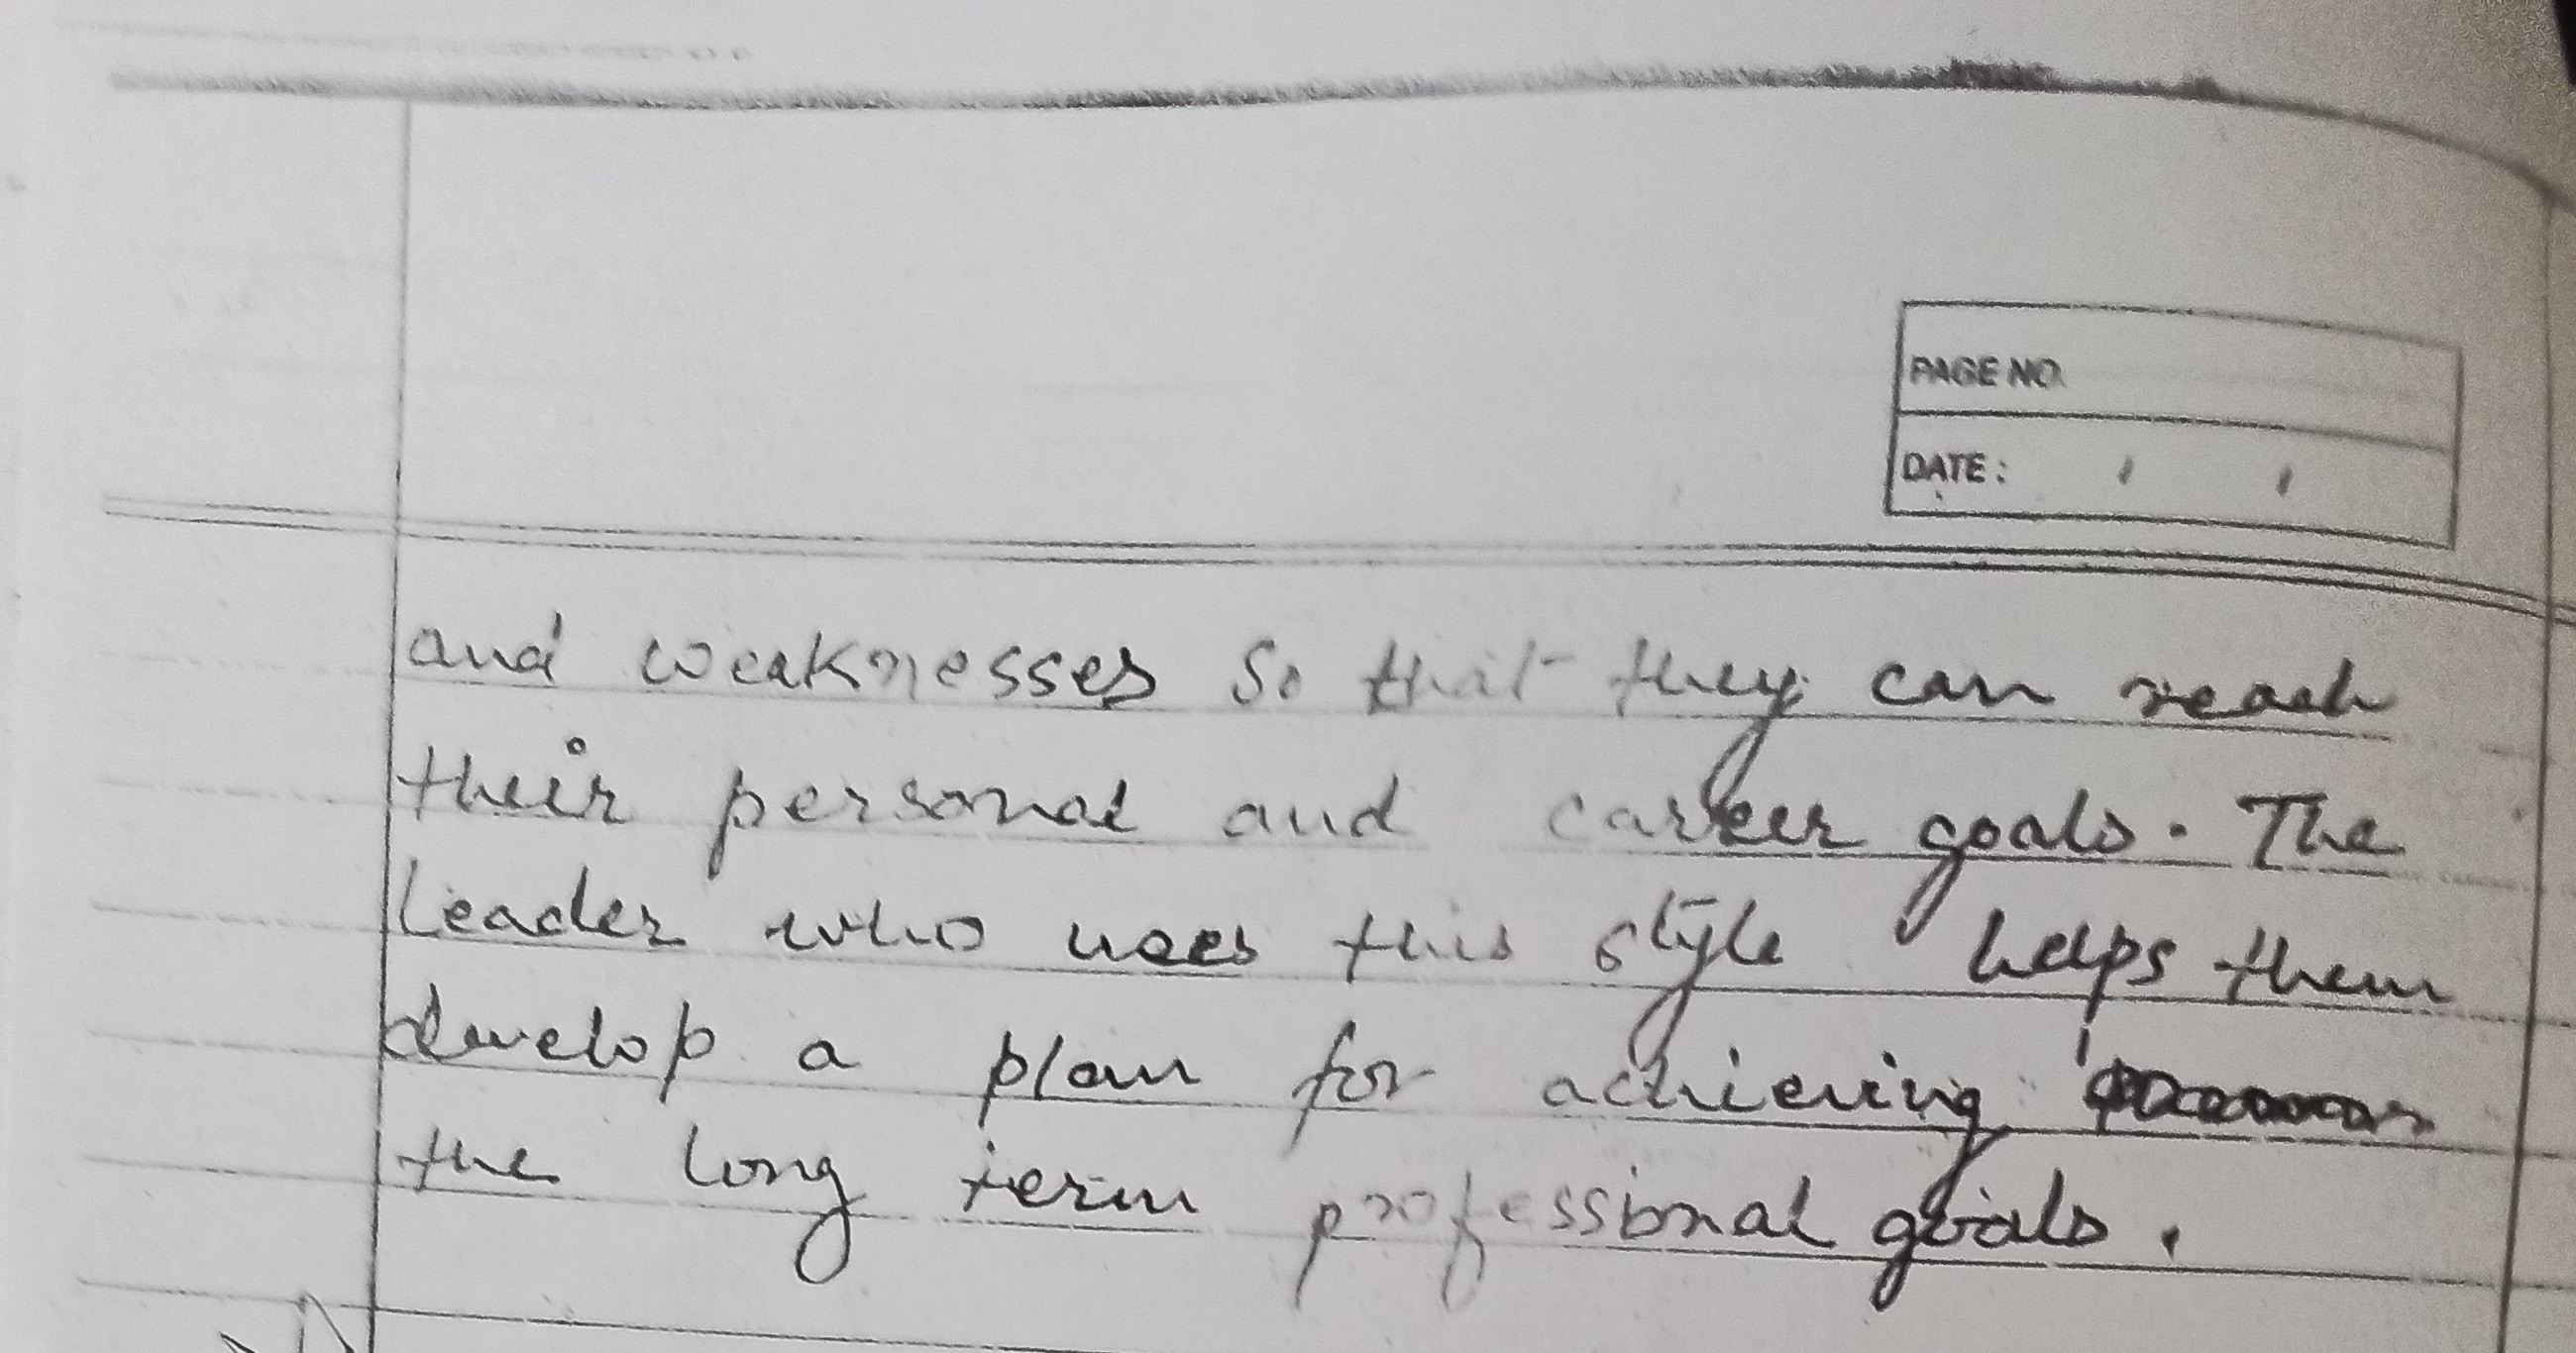 PAGE NO.
DATE : / /
and weaknesses so that they can reach
their personal and career goals. The
leader who uses this style helps them
develop a plan for achieving
the long term professional goals.